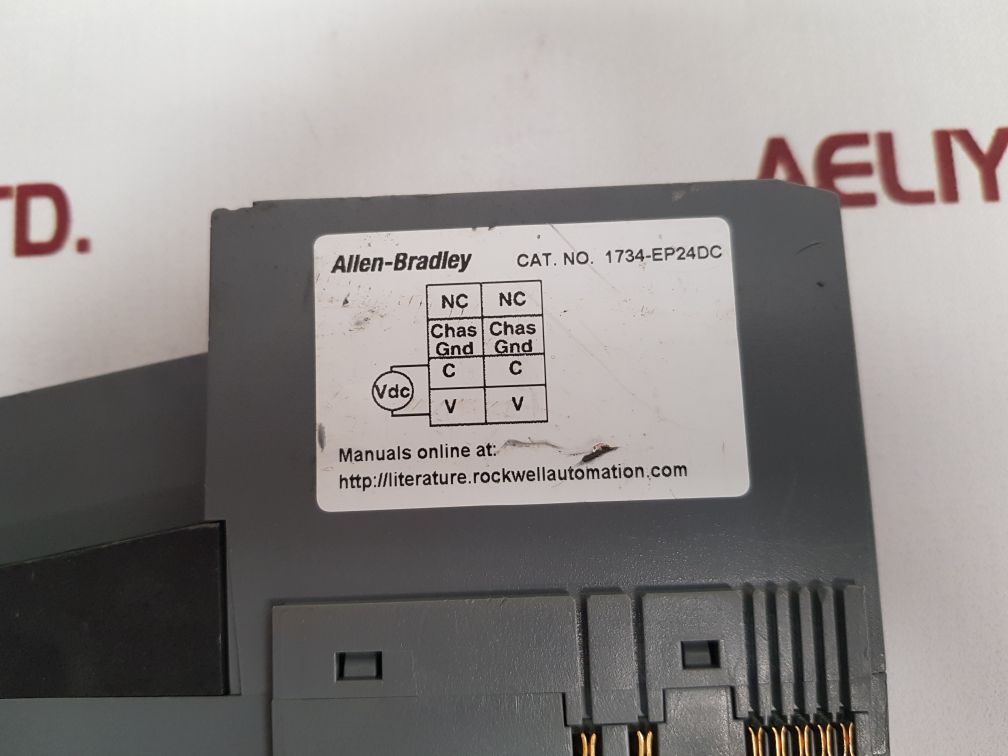 TD.
AELIY
Allen-Bradley CAT. NO. 1734-EP24DC
NC NC
Chas Chas
Gnd Gnd
C C
Vdc
V V
Manuals online at:
http://literature.rockwellautomation.com